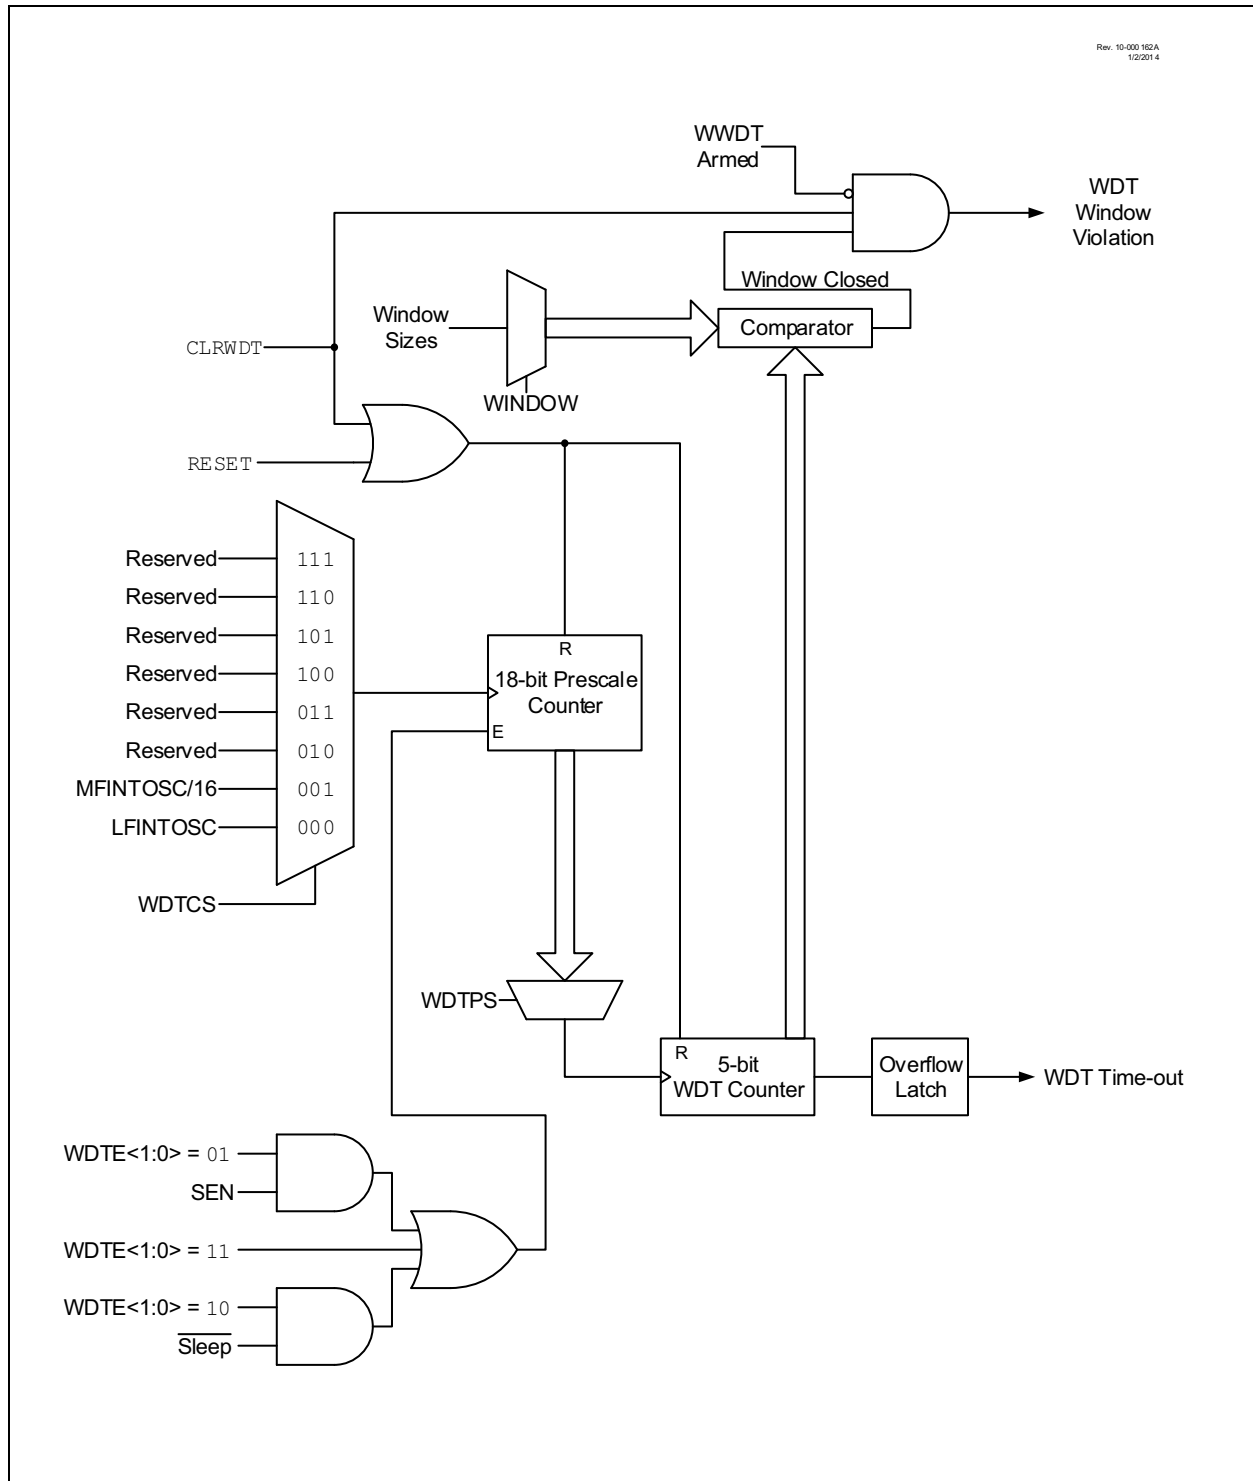 Rev. 10-000 162A
1/2/201 4
WWDT
Armed
WDT
Window
Violation
Window Closed
Window
Sizes
Comparator
CLRWDT
WINDOW
RESET
Reserved 111
Reserved 110
Reserved 101
Reserved 100
Reserved 011
Reserved 010
MFINTOSC/16 001
LFINTOSC 000
WDTCS
R
18-bit Prescale
Counter
E
WDTPS
R
5-bit
WDT Counter
Overflow
Latch
WDT Time-out
WDTE<1:0> = 01
SEN
WDTE<1:0> = 11
WDTE<1:0> = 10
Sleep